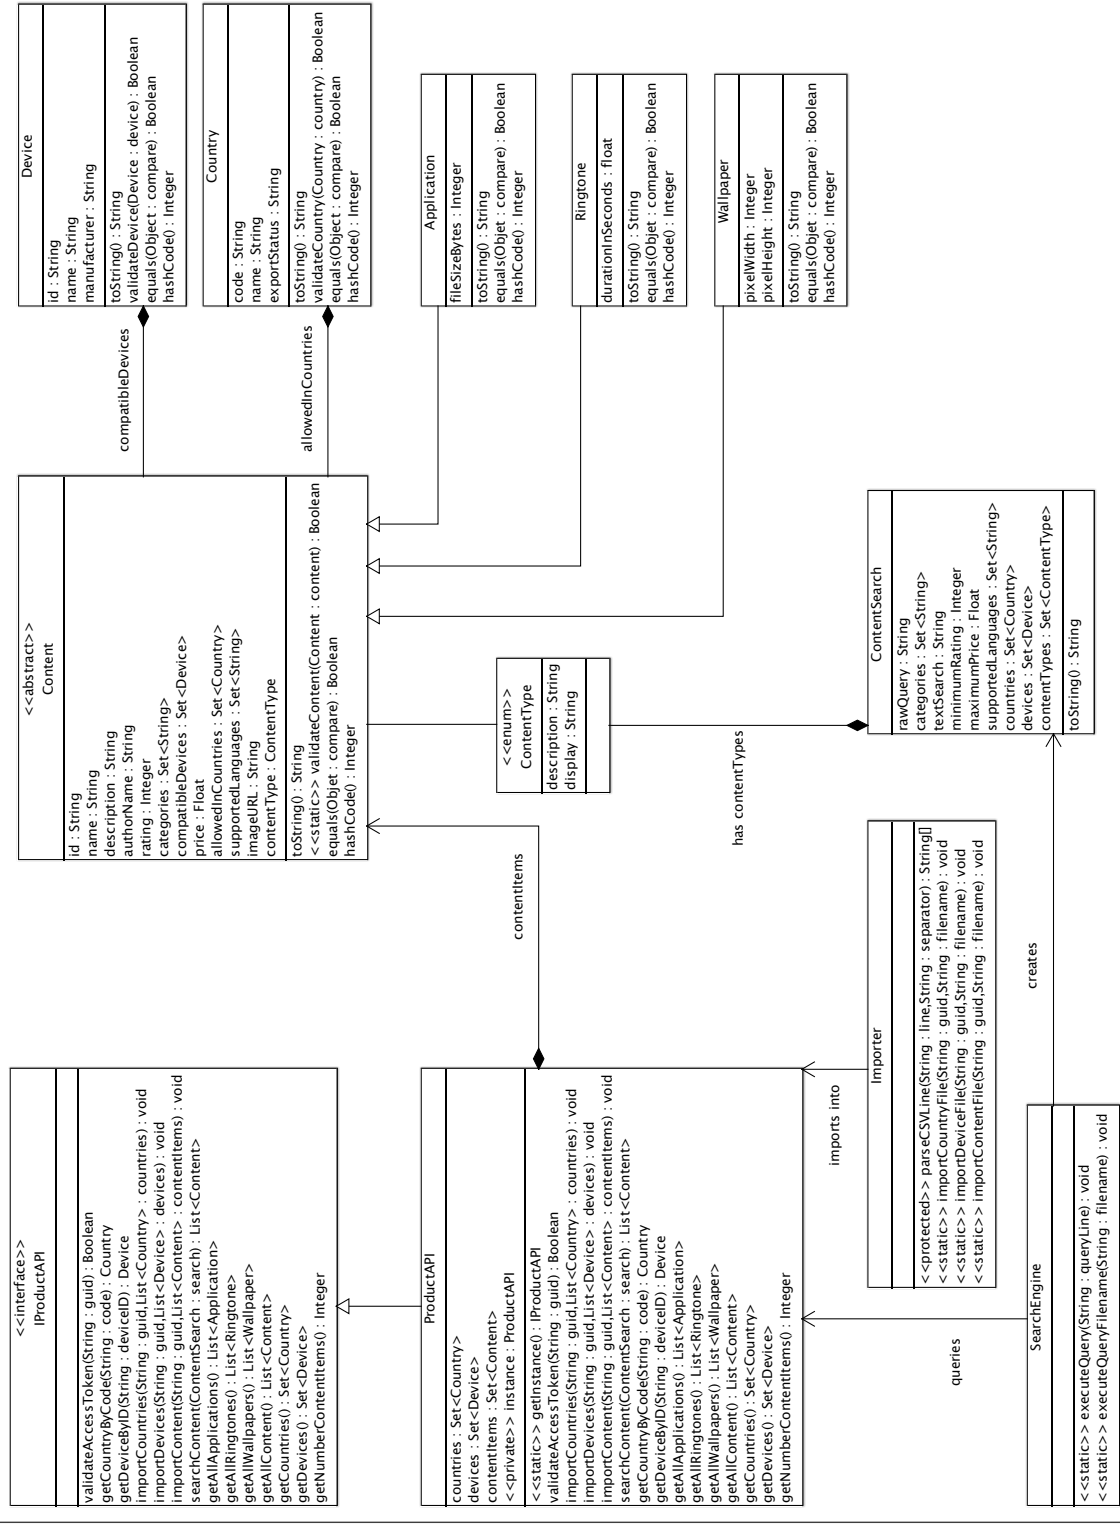 <<interface>>
IProductAPI
validateAccessToken(String : guid) : Boolean
getCountryByCode(String : code) : Country
getDeviceByID(String : deviceID) : Device
importCountries(String : guid,List<Country> : countries) : void
importDevices(String : guid,List<Device> : devices) : void
importContent(String : guid,List<Content> : contentItems) : void
searchContent(ContentSearch : search) : List<Content>
getAllApplications() : List<Application>
getAllRingtones() : List<Ringtone>
getAllWallpapers() : List<Wallpaper>
getAllContent() : List<Content>
getCountries() : Set<Country>
getDevices() : Set<Device>
getNumberContentItems() : Integer
<<abstract>>
Content
id : String
name : String
description : String
authorName : String
rating : Integer
categories : Set<String>
compatibleDevices : Set<Device>
price : Float
allowedInCountries : Set<Country>
supportedLanguages : Set<String>
imageURL : String
contentType : ContentType
toString() : String
<<static>> validateContent(Content : content) : Boolean
equals(Objet : compare) : Boolean
hashCode() : Integer
compatibleDevices
allowedInCountries
Device
id : String
name : String
manufacturer : String
toString() : String
validateDevice(Device : device) : Boolean
equals(Object : compare) : Boolean
hashCode() : Integer
Country
code : String
name : String
exportStatus : String
toString() : String
validateCountry(Country : country) : Boolean
equals(Object : compare) : Boolean
hashCode() : Integer
ProductAPI
countries : Set<Country>
devices : Set<Device>
contentItems : Set<Content>
<<private>> instance : ProductAPI
<<static>> getInstance() : IProductAPI
validateAccessToken(String : guid) : Boolean
importCountries(String : guid,List<Country> : countries) : void
importDevices(String : guid,List<Device> : devices) : void
importContent(String : guid,List<Content> : contentItems) : void
searchContent(ContentSearch : search) : List<Content>
getCountryByCode(String : code) : Country
getDeviceByID(String : deviceID) : Device
getAllApplications() : List<Application>
getAllRingtones() : List<Ringtone>
getAllWallpapers() : List<Wallpaper>
getAllContent() : List<Content>
getCountries() : Set<Country>
getDevices() : Set<Device>
getNumberContentItems() : Integer
contentItems
<<enum>>
ContentType
description : String
display : String
has contentTypes
Application
fileSizeBytes : Integer
toString() : String
equals(Objet : compare) : Boolean
hashCode() : Integer
Ringtone
durationInSeconds : float
toString() : String
equals(Objet : compare) : Boolean
hashCode() : Integer
Wallpaper
pixelWidth : Integer
pixelHeight : Integer
toString() : String
equals(Objet : compare) : Boolean
hashCode() : Integer
imports into
Importer
<<protected>> parseCSVLine(String : line,String : separator) : String[]
<<static>> importCountryFile(String : guid,String : filename) : void
<<static>> importDeviceFile(String : guid,String : filename) : void
<<static>> importContentFile(String : guid,String : filename) : void
ContentSearch
rawQuery : String
categories : Set<String>
textSearch : String
minimumRating : Integer
maximumPrice : Float
supportedLanguages : Set<String>
countries : Set<Country>
devices : Set<Device>
contentTypes : Set<ContentType>
toString() : String
queries
creates
SearchEngine
<<static>> executeQuery(String : queryLine) : void
<<static>> executeQueryFilename(String : filename) : void